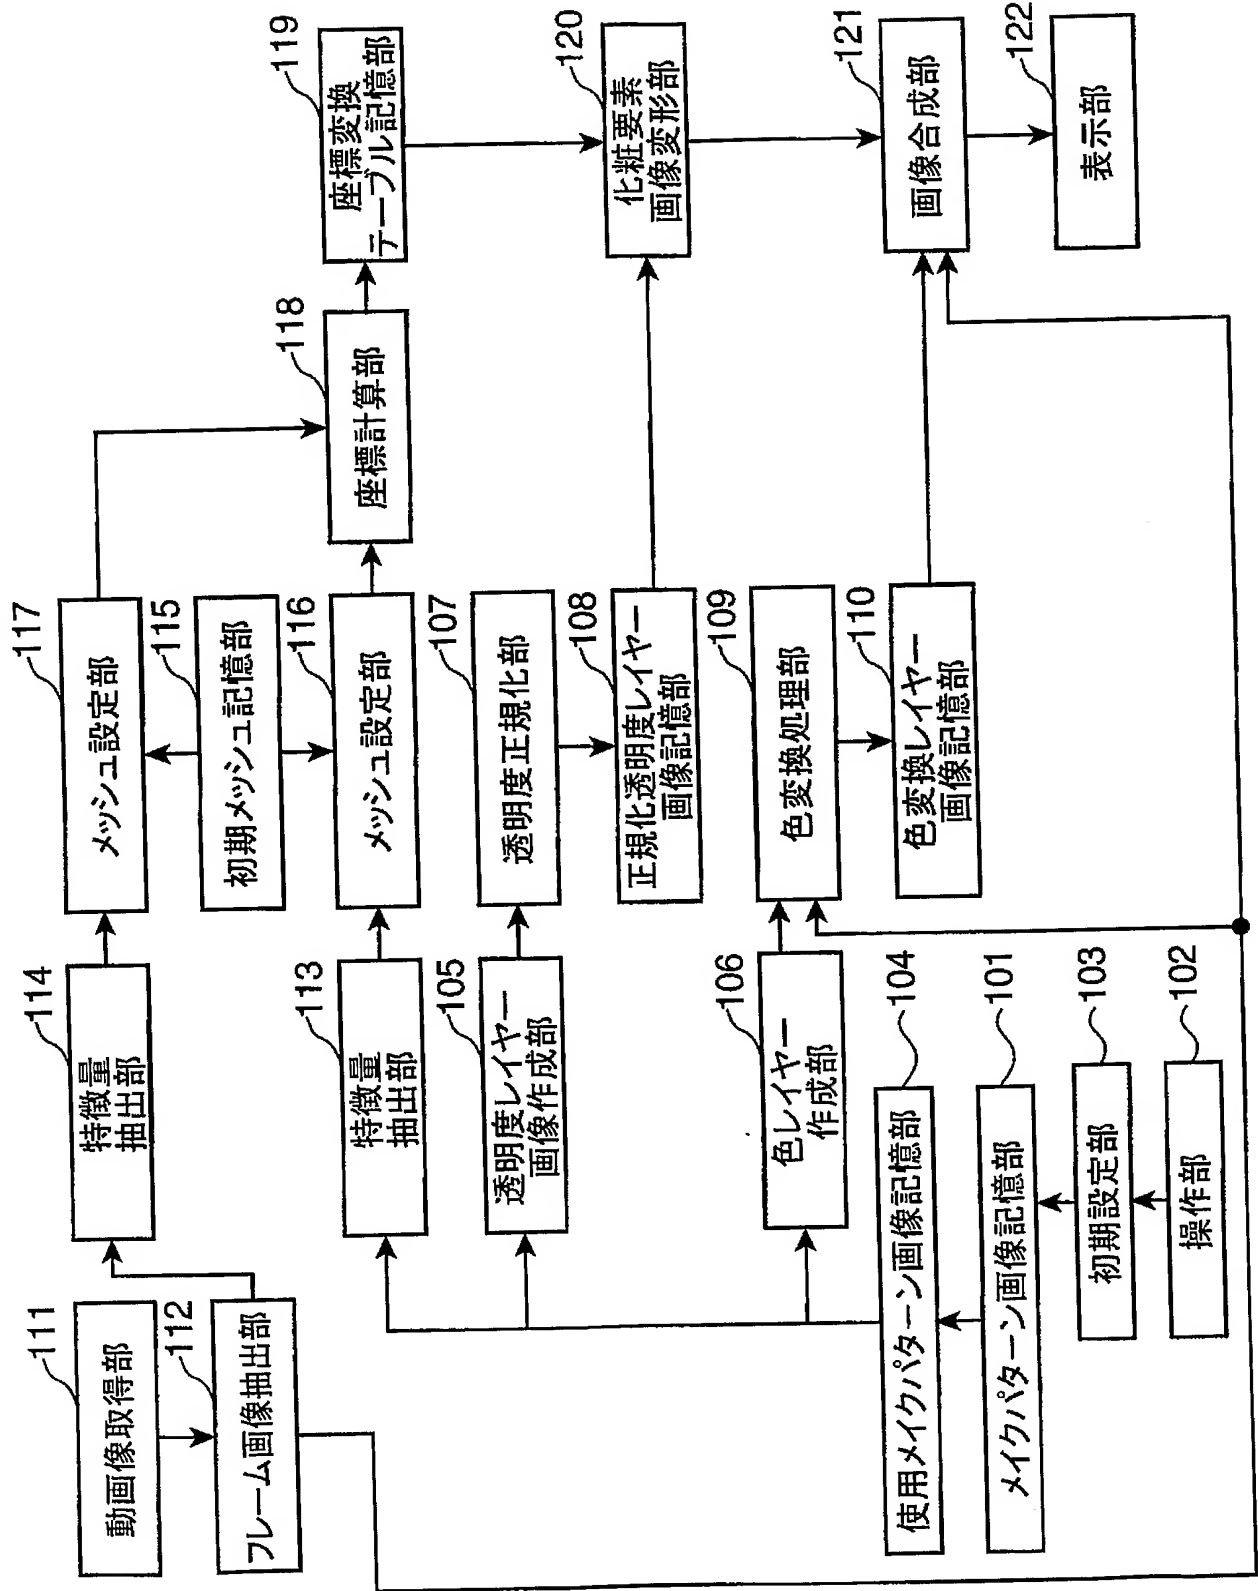 111
動画像取得部
112
フレーム画像抽出部
114
特徴量
抽出部
117
メッシュ設定部
115
初期メッシュ記憶部
113
特徴量
抽出部
116
メッシュ設定部
118
座標計算部
119
座標変換
テーブル記憶部
105
透明度レイヤー
画像作成部
107
透明度正規化部
108
正規化透明度レイヤー
画像記憶部
120
化粧要素
画像変形部
106
色レイヤー
作成部
109
色変換処理部
110
色変換レイヤー
画像記憶部
121
画像合成部
122
表示部
104
使用メイクパターン画像記憶部
101
メイクパターン画像記憶部
103
初期設定部
102
操作部